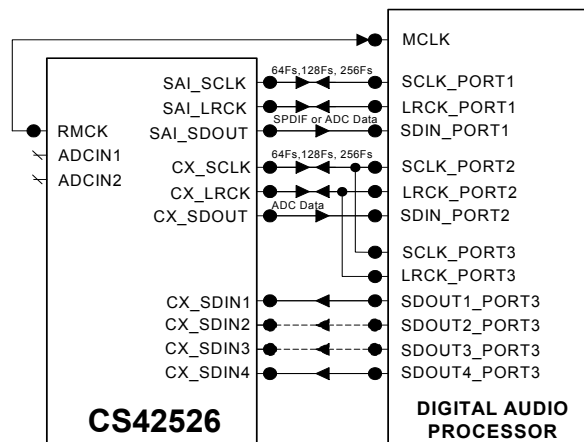 MCLK
64Fs,128Fs, 256Fs
SAI_SCLK
SCLK_PORT1
SAI_LRCK
LRCK_PORT1
SPDIF or ADC Data
RMCK
SAI_SDOUT
SDIN_PORT1
ADCIN1
64Fs,128Fs, 256Fs
CX_SCLK
SCLK_PORT2
ADCIN2
CX_LRCK
LRCK_PORT2
ADC Data
CX_SDOUT
SDIN_PORT2
SCLK_PORT3
LRCK_PORT3
CX_SDIN1
SDOUT1_PORT3
CX_SDIN2
SDOUT2_PORT3
CX_SDIN3
SDOUT3_PORT3
CX_SDIN4
SDOUT4_PORT3
CS42526
DIGITAL AUDIO
PROCESSOR